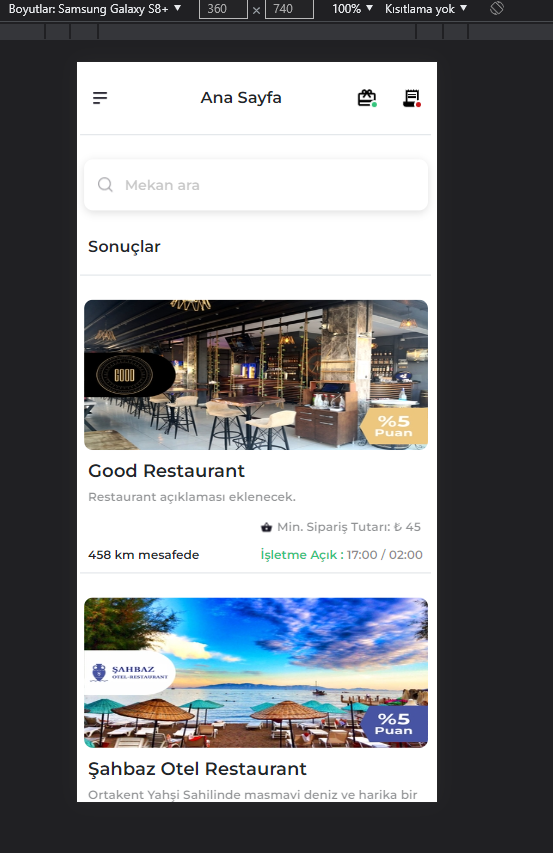 Boyutlar: Samsung Galaxy S8+ ▼ 360 × 740 100% ▼ Kısıtlama yok ▼
Ana Sayfa
Mekan ara
Sonuçlar
GOOD
%5
Puan
Good Restaurant
Restaurant açıklaması eklenecek.
Min. Sipariş Tutarı: ₺ 45
458 km mesafede
İşletme Açık : 17:00 / 02:00
ŞAHBAZ
OTEL-RESTAURANT
%5
Puan
Şahbaz Otel Restaurant
Ortakent Yahşi Sahilinde masmavi deniz ve harika bir